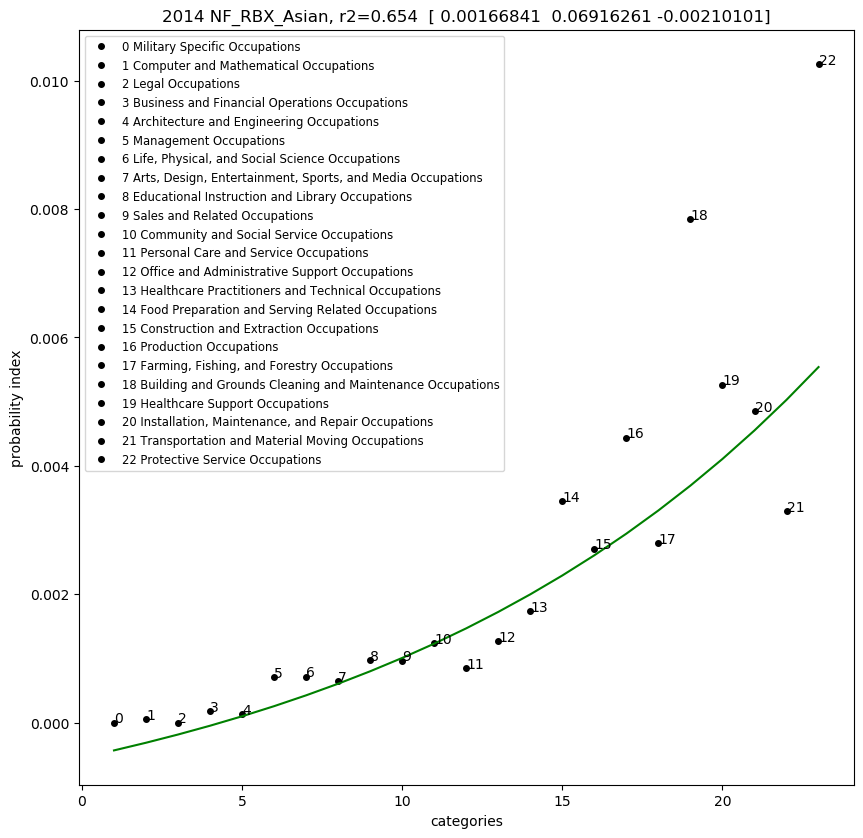 2014 NF_RBX_Asian, r2=0.654  [ 0.00166841  0.06916261 -0.00210101]
0 Military Specific Occupations
1 Computer and Mathematical Occupations
2 Legal Occupations
3 Business and Financial Operations Occupations
4 Architecture and Engineering Occupations
5 Management Occupations
6 Life, Physical, and Social Science Occupations
7 Arts, Design, Entertainment, Sports, and Media Occupations
8 Educational Instruction and Library Occupations
9 Sales and Related Occupations
10 Community and Social Service Occupations
11 Personal Care and Service Occupations
12 Office and Administrative Support Occupations
13 Healthcare Practitioners and Technical Occupations
14 Food Preparation and Serving Related Occupations
15 Construction and Extraction Occupations
16 Production Occupations
17 Farming, Fishing, and Forestry Occupations
18 Building and Grounds Cleaning and Maintenance Occupations
19 Healthcare Support Occupations
20 Installation, Maintenance, and Repair Occupations
21 Transportation and Material Moving Occupations
22 Protective Service Occupations
probability index
0.010
0.008
0.006
0.004
0.002
0.000
0
1
2
3
4
5
6
7
8
9
10
11
12
13
14
15
16
17
18
19
20
21
22
0
5
10
15
20
categories